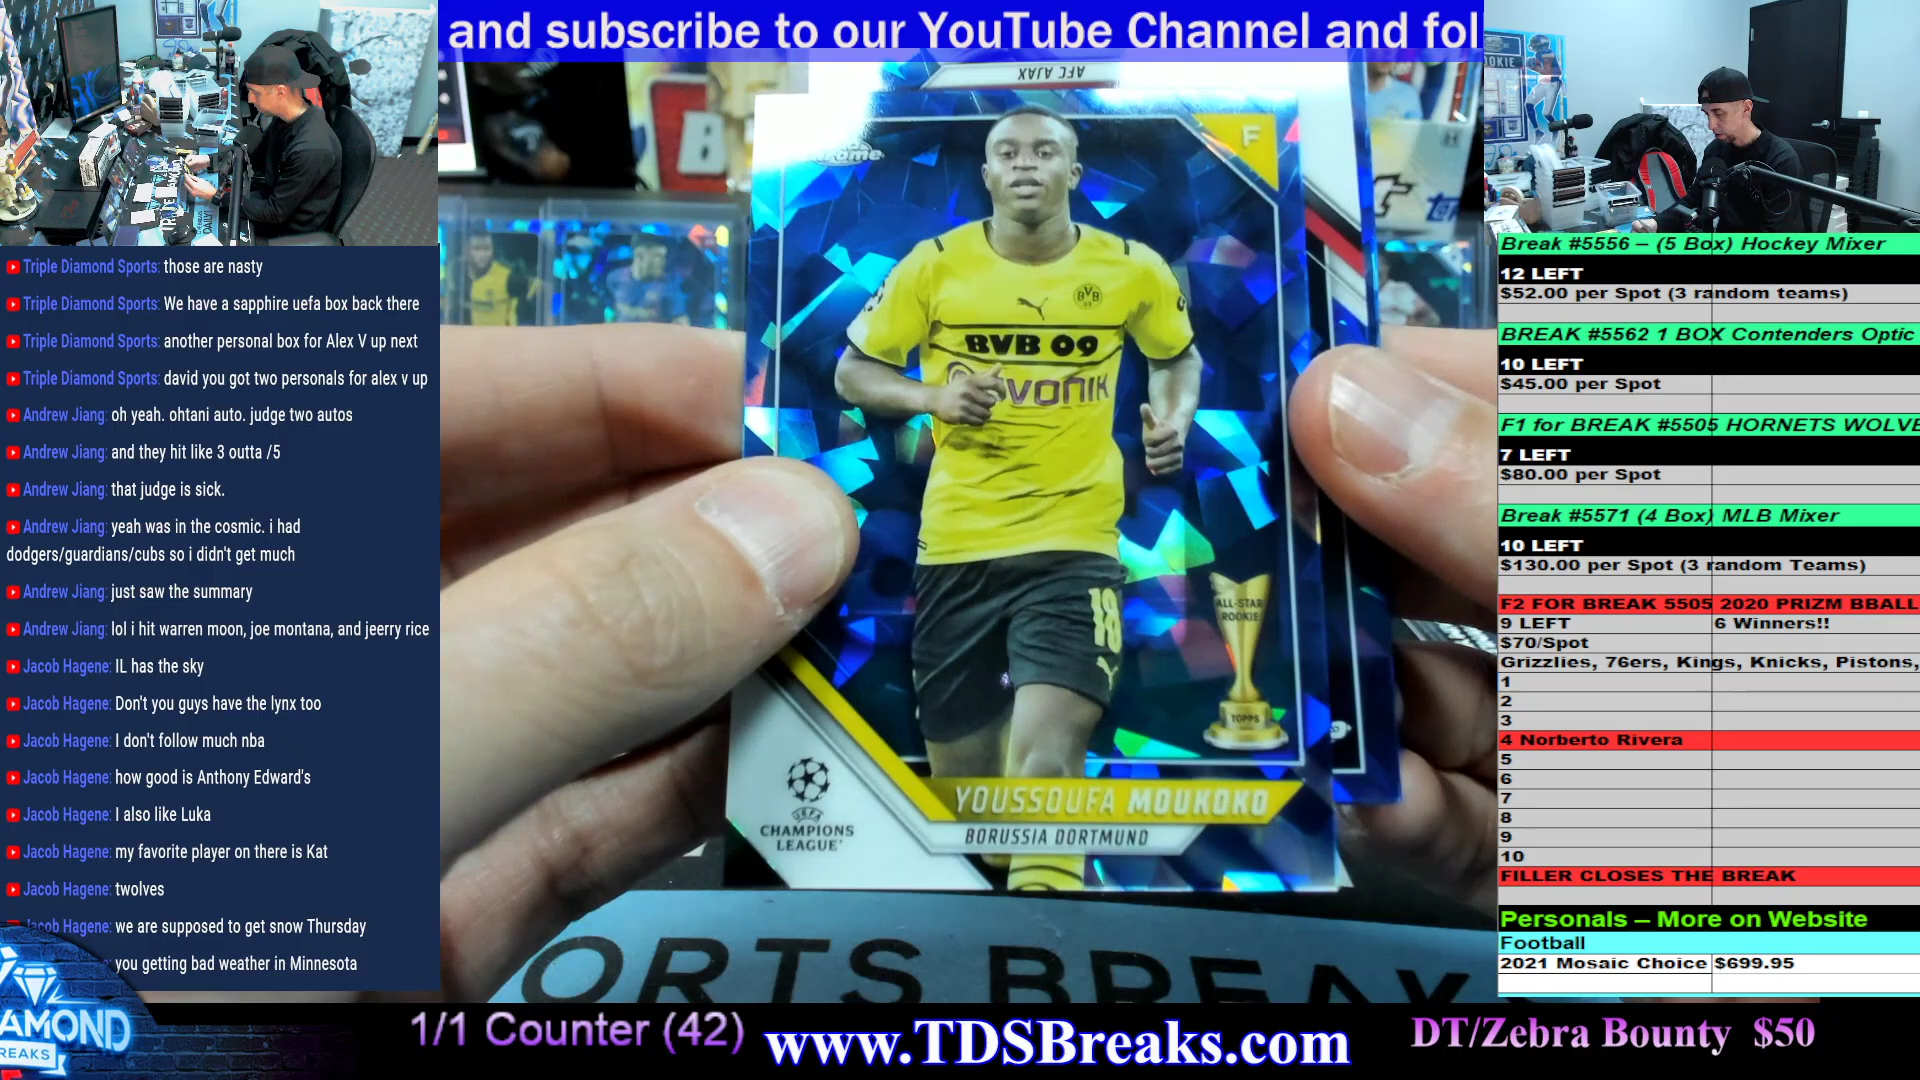 and subscribe to our YouTube Channel and fol
Triple Diamond Sports: those are nasty
Triple Diamond Sports: We have a sapphire uefa box back there
Triple Diamond Sports: another personal box for Alex V up next
Triple Diamond Sports: david you got two personals for alex v up
Andrew Jiang: oh yeah. ohtani auto. judge two autos
Andrew Jiang: and they hit like 3 outta /5
Andrew Jiang: that judge is sick.
Andrew Jiang: yeah was in the cosmic. i had
dodgers/guardians/cubs so i didn't get much
Andrew Jiang: just saw the summary
Andrew Jiang: lol i hit warren moon, joe montana, and jeerry rice
Jacob Hagene: IL has the sky
Jacob Hagene: Don't you guys have the lynx too
Jacob Hagene: I don't follow much nba
Jacob Hagene: how good is Anthony Edward's
Jacob Hagene: I also like Luka
Jacob Hagene: my favorite player on there is Kat
Jacob Hagene: twolves
Jacob Hagene: we are supposed to get snow Thursday
you getting bad weather in Minnesota
AMOND
REAKS
AFC AJAX
F
BVB
BVB 09
EVONIK
18
ALL-STAR
ROOKIE
TOPPS
YOUSSOUFA MOUKOKO
BORUSSIA DORTMUND
UEFA
CHAMPIONS
LEAGUE
ORTS BREAK
OOKIE
Break #5556 – (5 Box) Hockey Mixer
12 LEFT
$52.00 per Spot (3 random teams)
BREAK #5562 1 BOX Contenders Optic
10 LEFT
$45.00 per Spot
F1 for BREAK #5505 HORNETS WOLVE
7 LEFT
$80.00 per Spot
Break #5571 (4 Box) MLB Mixer
10 LEFT
$130.00 per Spot (3 random Teams)
F2 FOR BREAK 5505 2020 PRIZM BBALL
9 LEFT 6 Winners!!
$70/Spot
Grizzlies, 76ers, Kings, Knicks, Pistons,
1
2
3
4 Norberto Rivera
5
6
7
8
9
10
FILLER CLOSES THE BREAK
Personals – More on Website
Football
2021 Mosaic Choice $699.95
1/1 Counter (42)
www.TDSBreaks.com
DT/Zebra Bounty $50